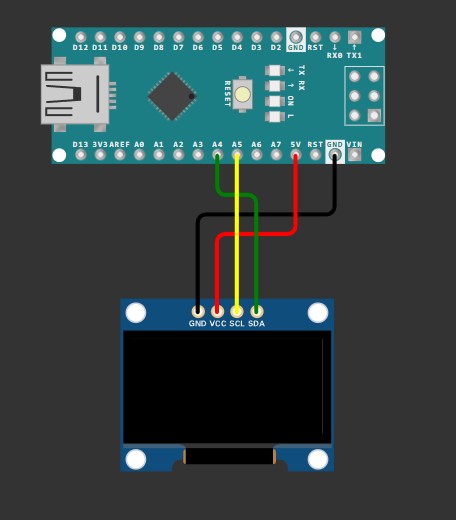 D12 D11 D10 D9 D8 D7 D6 D5 D4 D3 D2 GND RST ↓ ↑
RX0 TX1
TX RX
↓ ↑ ON L
RESET
D13 3V3 AREF A0 A1 A2 A3 A4 A5 A6 A7 5V RST GND VIN
GND VCC SCL SDA